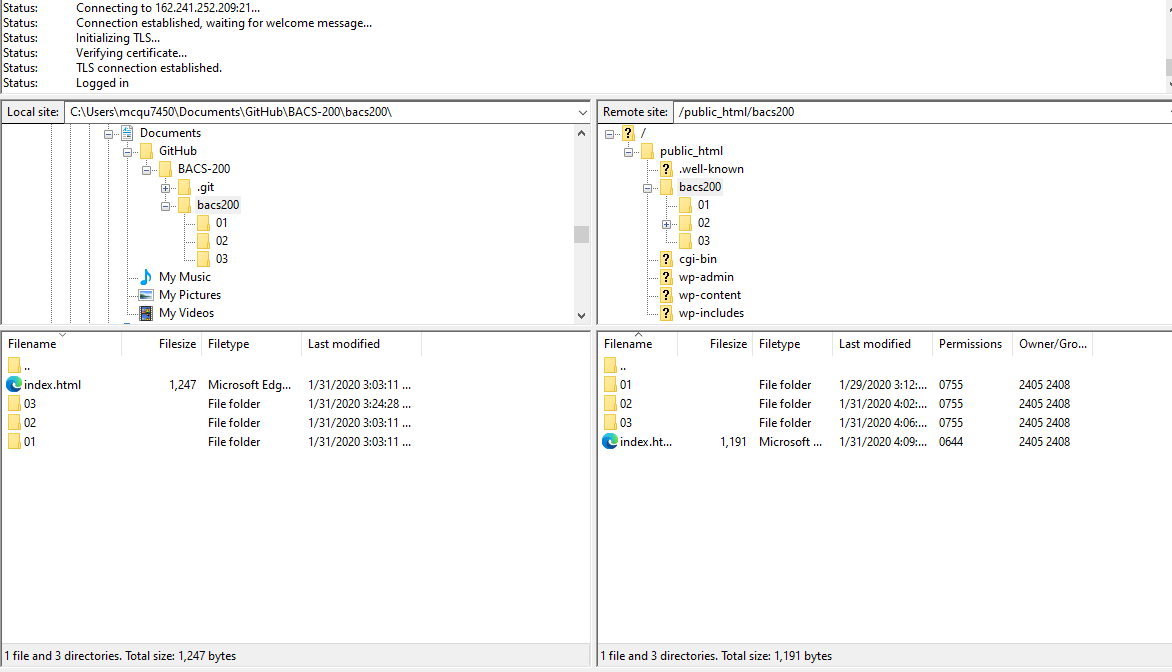 Status: Connecting to 162.241.252.209:21...
Status: Connection established, waiting for welcome message...
Status: Initializing TLS...
Status: Verifying certificate...
Status: TLS connection established.
Status: Logged in
Local site: C:\Users\mcqu7450\Documents\GitHub\BACS-200\bacs200\
Documents
GitHub
BACS-200
.git
bacs200
01
02
03
My Music
My Pictures
My Videos
Remote site: /public_html/bacs200
/
public_html
.well-known
bacs200
01
02
03
cgi-bin
wp-admin
wp-content
wp-includes
Filename Filesize Filetype Last modified
..
index.html 1,247 Microsoft Edg... 1/31/2020 3:03:11 ...
03 File folder 1/31/2020 3:24:28 ...
02 File folder 1/31/2020 3:03:11 ...
01 File folder 1/31/2020 3:03:11 ...
1 file and 3 directories. Total size: 1,247 bytes
Filename Filesize Filetype Last modified Permissions Owner/Gro...
..
01 File folder 1/29/2020 3:12:... 0755 2405 2408
02 File folder 1/31/2020 4:02:... 0755 2405 2408
03 File folder 1/31/2020 4:06:... 0755 2405 2408
index.ht... 1,191 Microsoft ... 1/31/2020 4:09:... 0644 2405 2408
1 file and 3 directories. Total size: 1,191 bytes